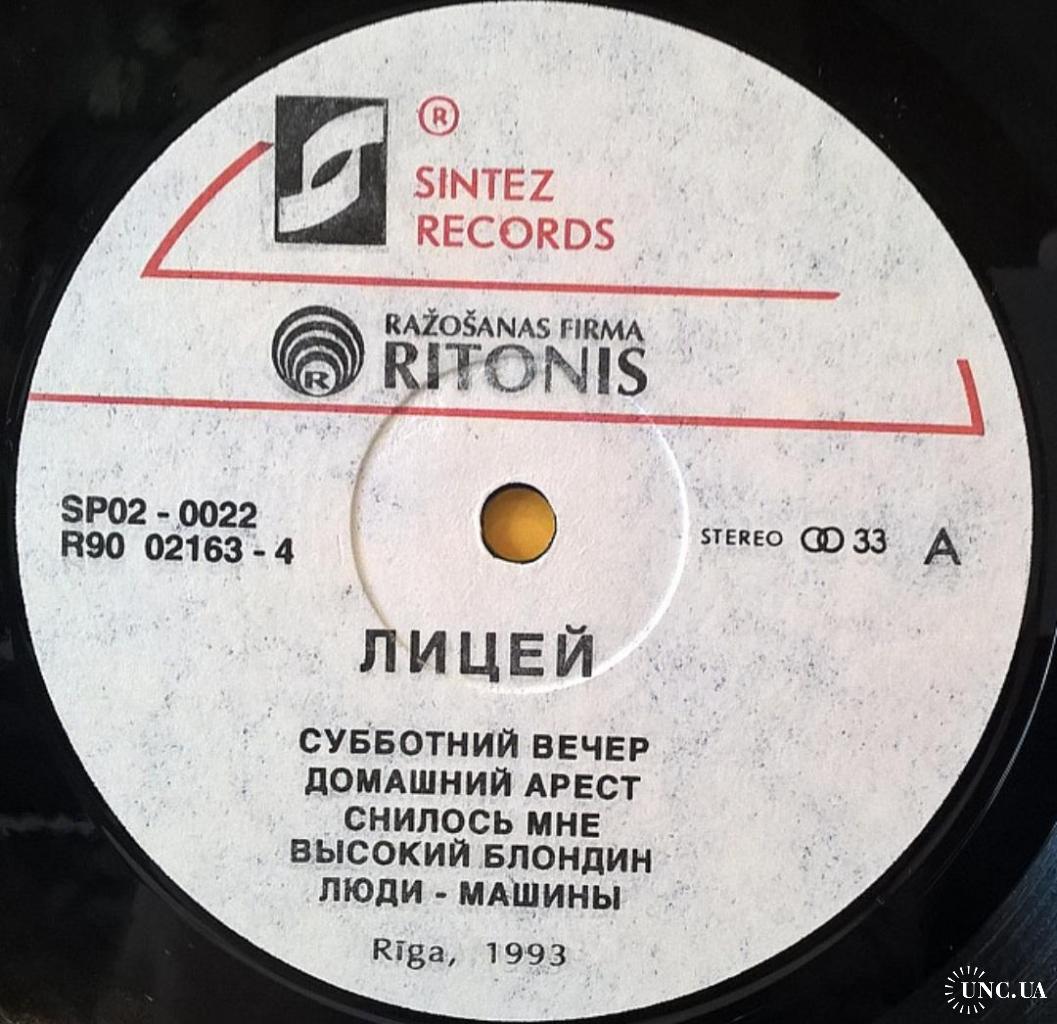 ®
SINTEZ
RECORDS
RAŽOŠANAS FIRMA
RITONIS
R
SP02 - 0022
R90 02163 - 4
STEREO 33 A
ЛИЦЕЙ
СУББОТНИЙ ВЕЧЕР
ДОМАШНИЙ АРЕСТ
СНИЛОСЬ МНЕ
ВЫСОКИЙ БЛОНДИН
ЛЮДИ - МАШИНЫ
Rīga, 1993
UNC.UA